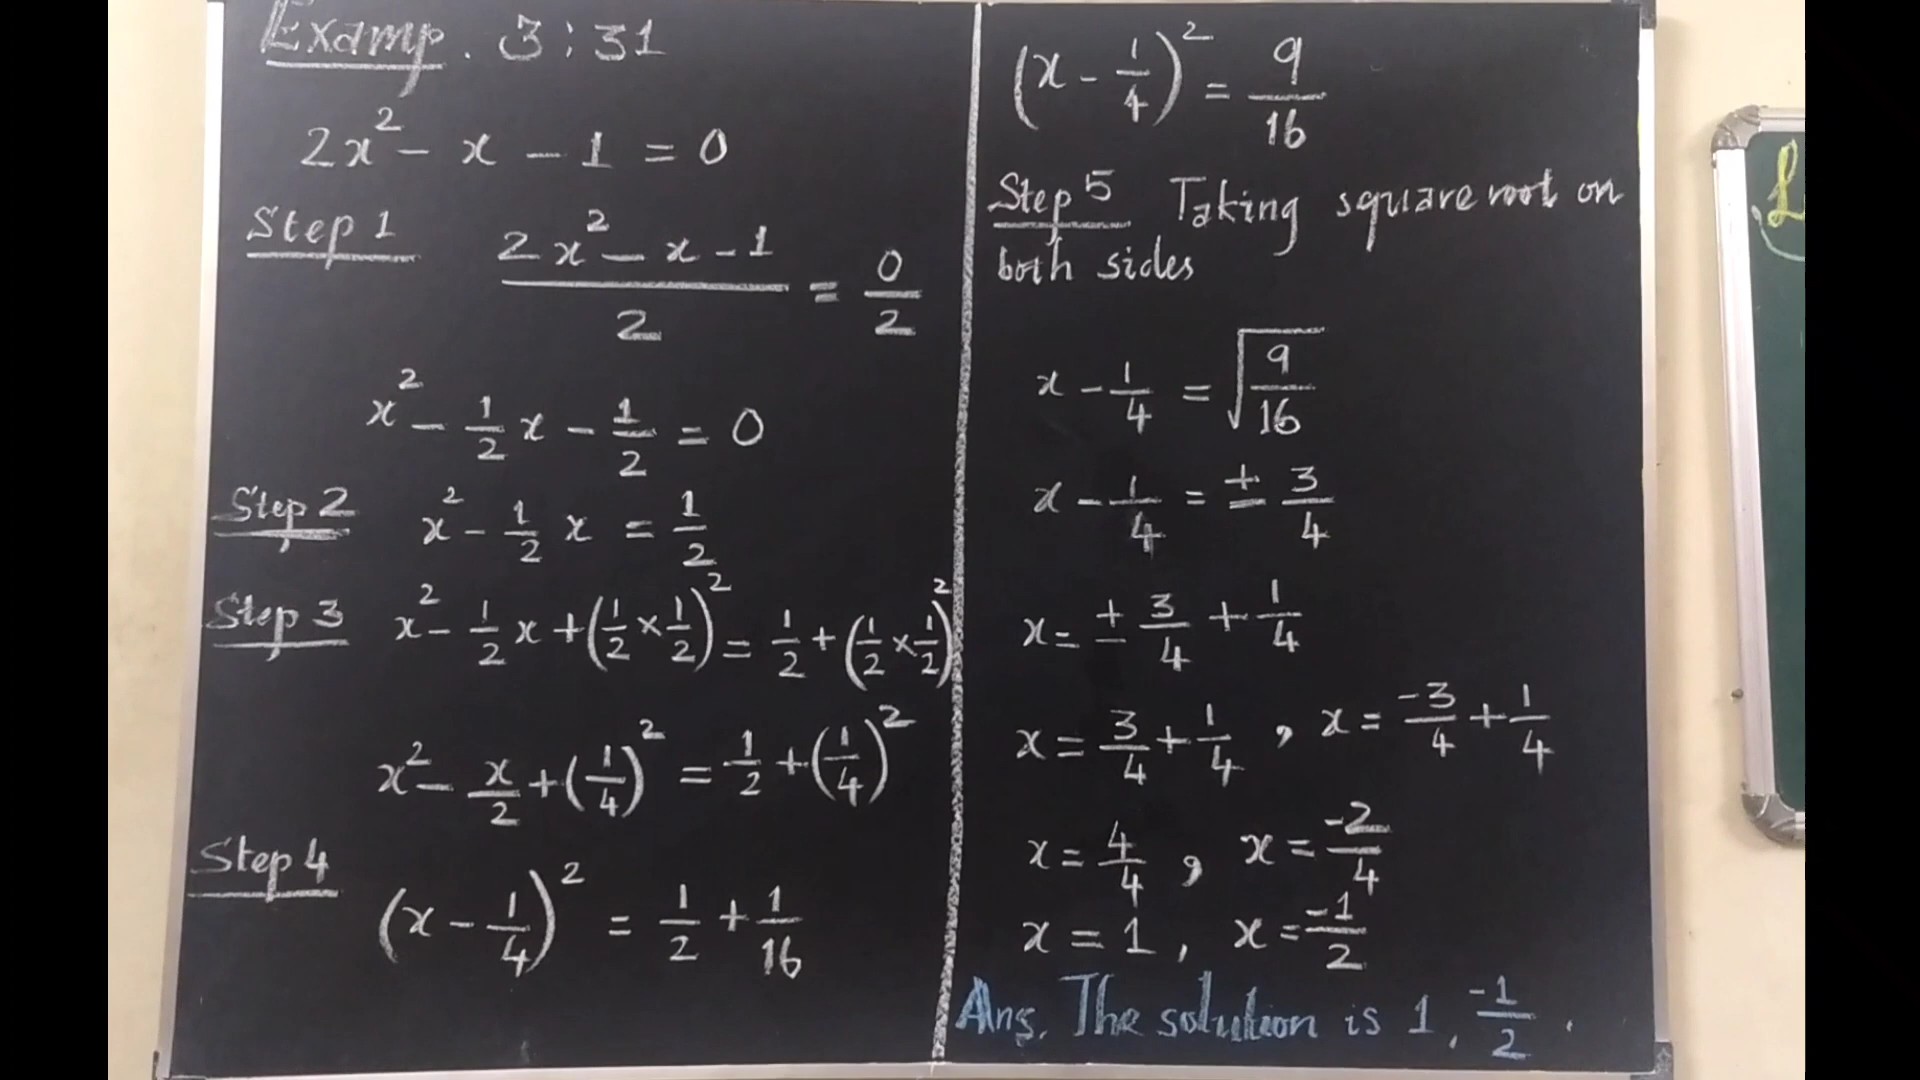 Examp. 3:31
2x² - x - 1 = 0
Step 1 (2x² - x - 1)/2 = 0/2
x² - 1/2 x - 1/2 = 0
Step 2 x² - 1/2 x = 1/2
Step 3 x² - 1/2 x + (1/2 × 1/2)² = 1/2 + (1/2 × 1/2)²
x² - x/2 + (1/4)² = 1/2 + (1/4)²
Step 4
(x - 1/4)² = 1/2 + 1/16
(x - 1/4)² = 9/16
Step 5 Taking square root on
both sides
x - 1/4 = √(9/16)
x - 1/4 = ± 3/4
x = ± 3/4 + 1/4
x = 3/4 + 1/4 , x = -3/4 + 1/4
x = 4/4 , x = -2/4
x = 1 , x = -1/2
Ans. The solution is 1, -1/2 .